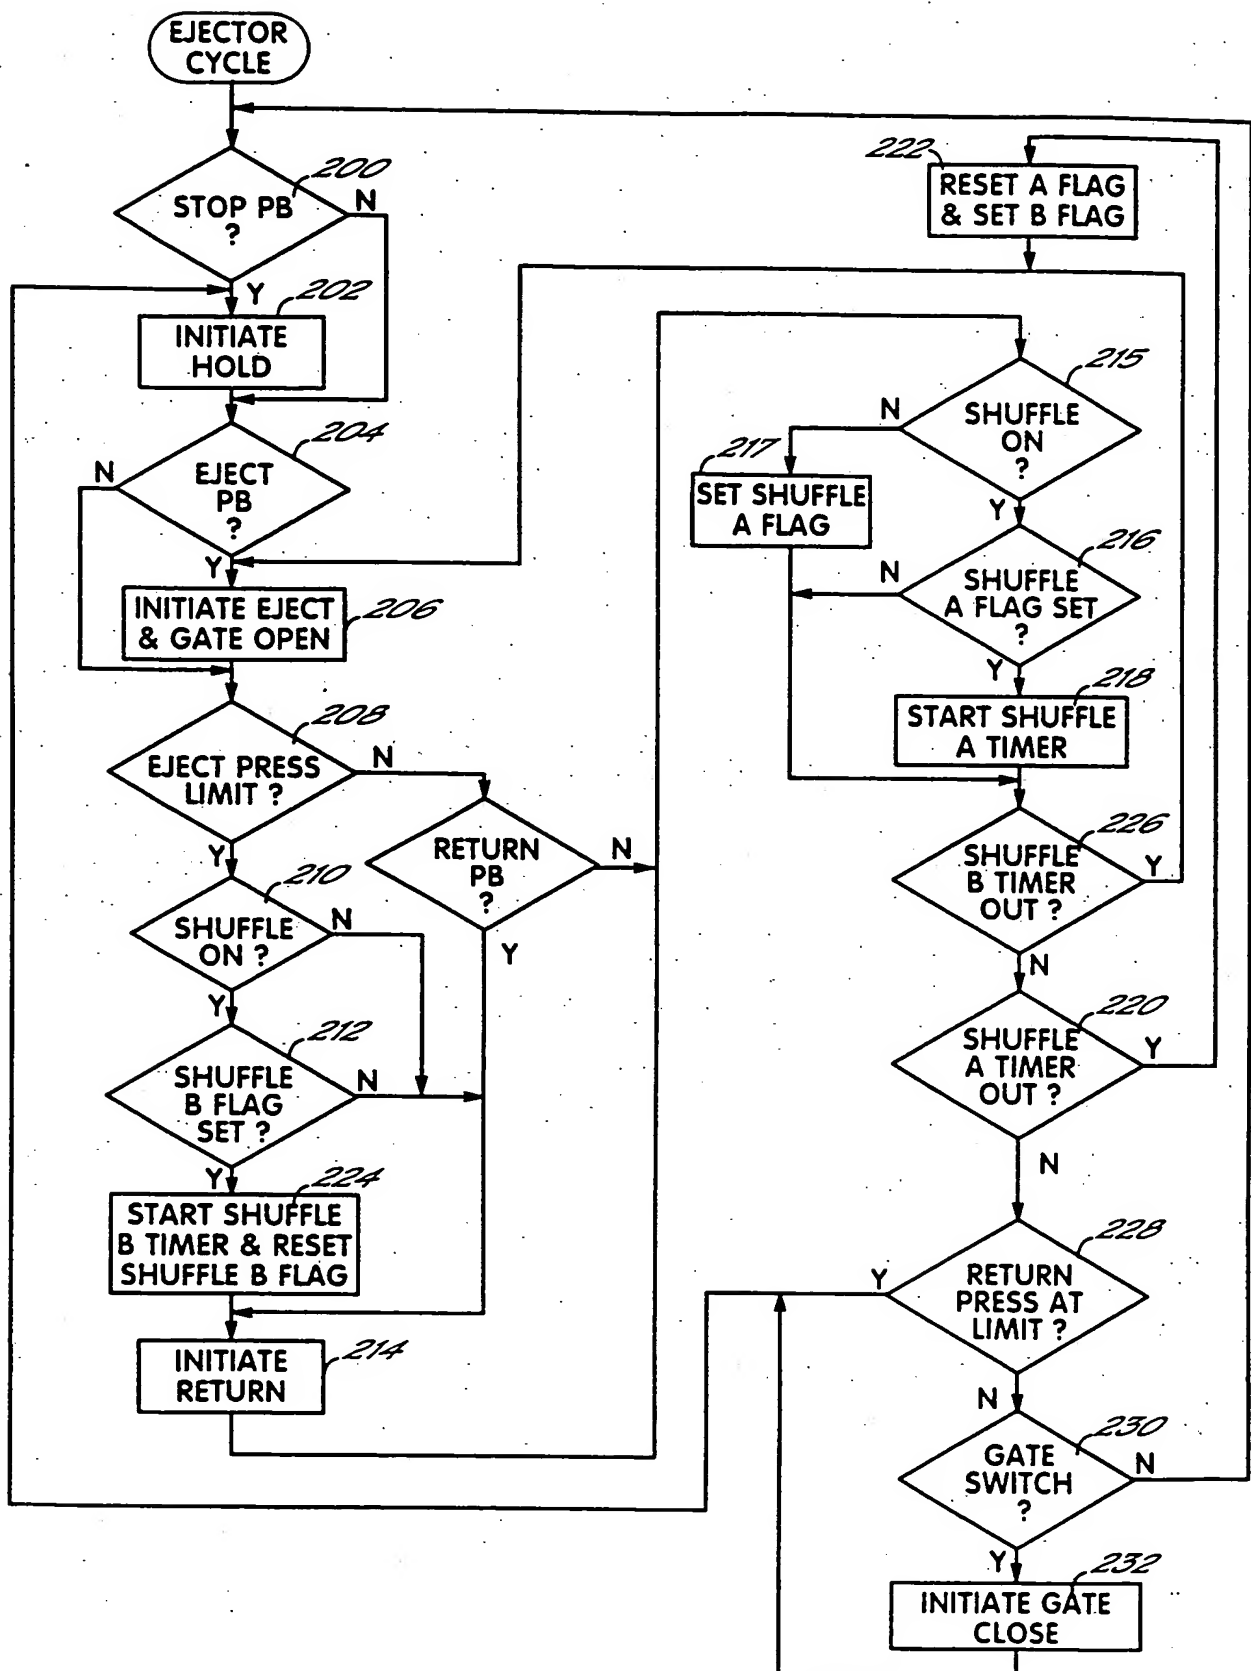 EJECTOR
CYCLE
200
STOP PB
?
N
Y
202
INITIATE
HOLD
204
N
EJECT
PB
?
Y
INITIATE EJECT
& GATE OPEN
206
208
EJECT PRESS
LIMIT ?
N
Y
RETURN
PB
?
N
Y
210
SHUFFLE
ON ?
N
Y
212
SHUFFLE
B FLAG
SET ?
N
Y
224
START SHUFFLE
B TIMER & RESET
SHUFFLE B FLAG
INITIATE
RETURN
214
222
RESET A FLAG
& SET B FLAG
215
SHUFFLE
ON
?
N
Y
217
SET SHUFFLE
A FLAG
216
SHUFFLE
A FLAG SET
?
N
Y
218
START SHUFFLE
A TIMER
226
SHUFFLE
B TIMER
OUT ?
Y
N
220
SHUFFLE
A TIMER
OUT ?
Y
N
228
RETURN
PRESS AT
LIMIT ?
Y
N
230
GATE
SWITCH
?
N
Y
232
INITIATE GATE
CLOSE